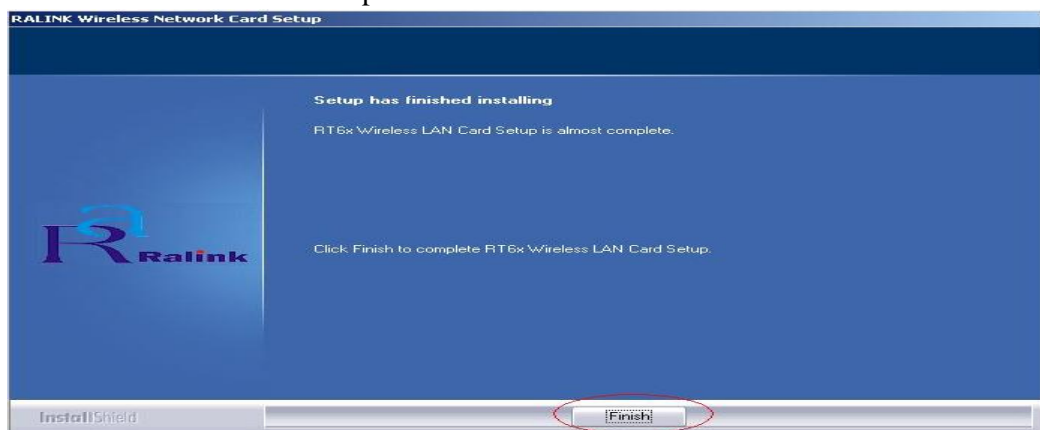 RALINK Wireless Network Card Setup
Setup has finished installing
RT6x Wireless LAN Card Setup is almost complete.
Ralink
Click Finish to complete RT6x Wireless LAN Card Setup.
InstallShield
Finish